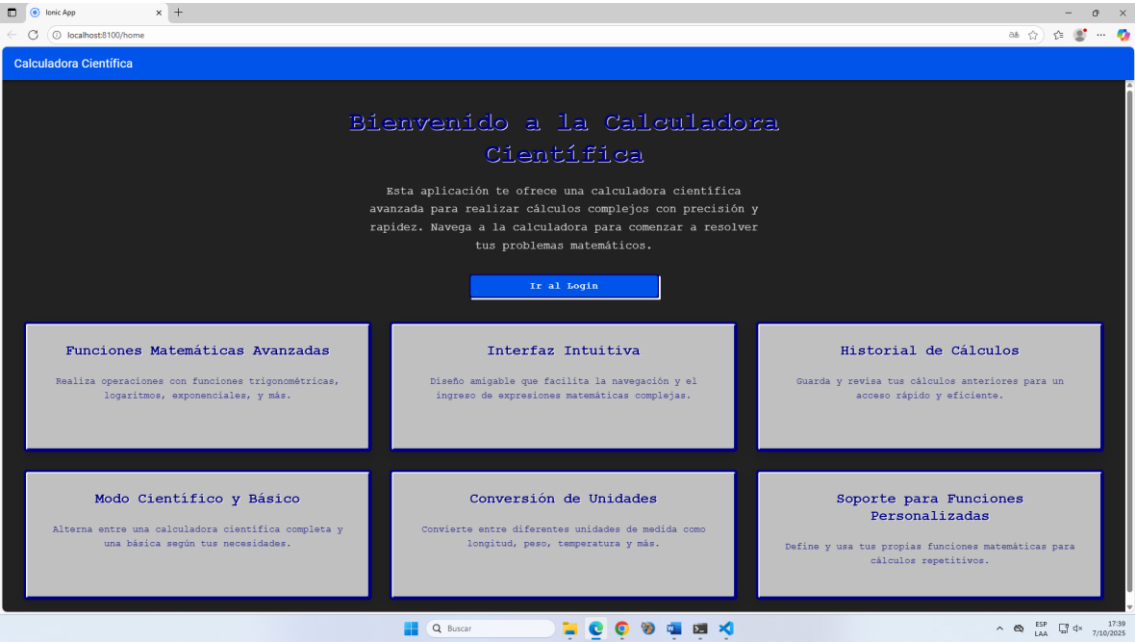 Ionic App
localhost:8100/home
Calculadora Científica
Bienvenido a la Calculadora
Científica
Esta aplicación te ofrece una calculadora científica
avanzada para realizar cálculos complejos con precisión y
rapidez. Navega a la calculadora para comenzar a resolver
tus problemas matemáticos.
Ir al Login
Funciones Matemáticas Avanzadas
Realiza operaciones con funciones trigonométricas,
logaritmos, exponenciales, y más.
Interfaz Intuitiva
Diseño amigable que facilita la navegación y el
ingreso de expresiones matemáticas complejas.
Historial de Cálculos
Guarda y revisa tus cálculos anteriores para un
acceso rápido y eficiente.
Modo Científico y Básico
Alterna entre una calculadora científica completa y
una básica según tus necesidades.
Conversión de Unidades
Convierte entre diferentes unidades de medida como
longitud, peso, temperatura y más.
Soporte para Funciones
Personalizadas
Define y usa tus propias funciones matemáticas para
cálculos repetitivos.
Buscar
ESP
LAA
17:39
7/10/2025